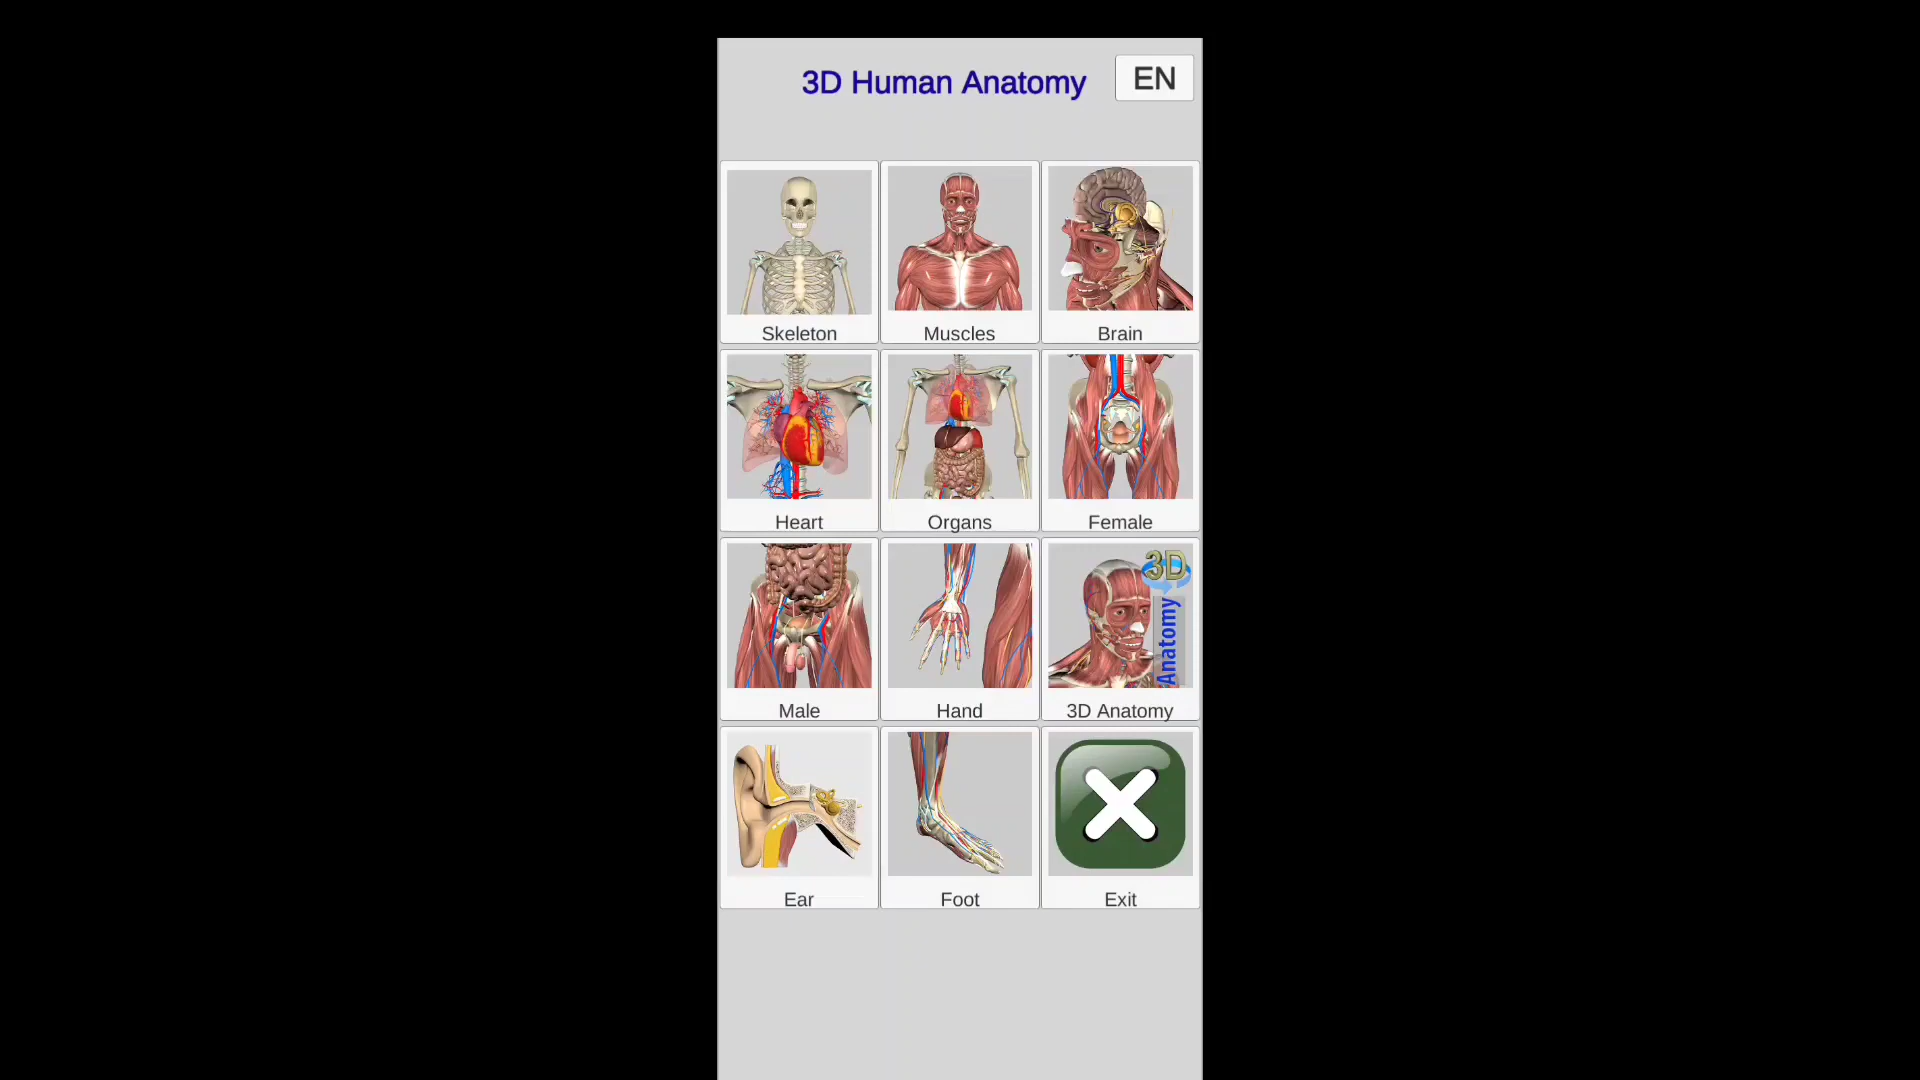 3D Human Anatomy
EN
Skeleton
Muscles
Brain
Heart
Organs
Female
3D
Anatomy
Male
Hand
3D Anatomy
Ear
Foot
Exit